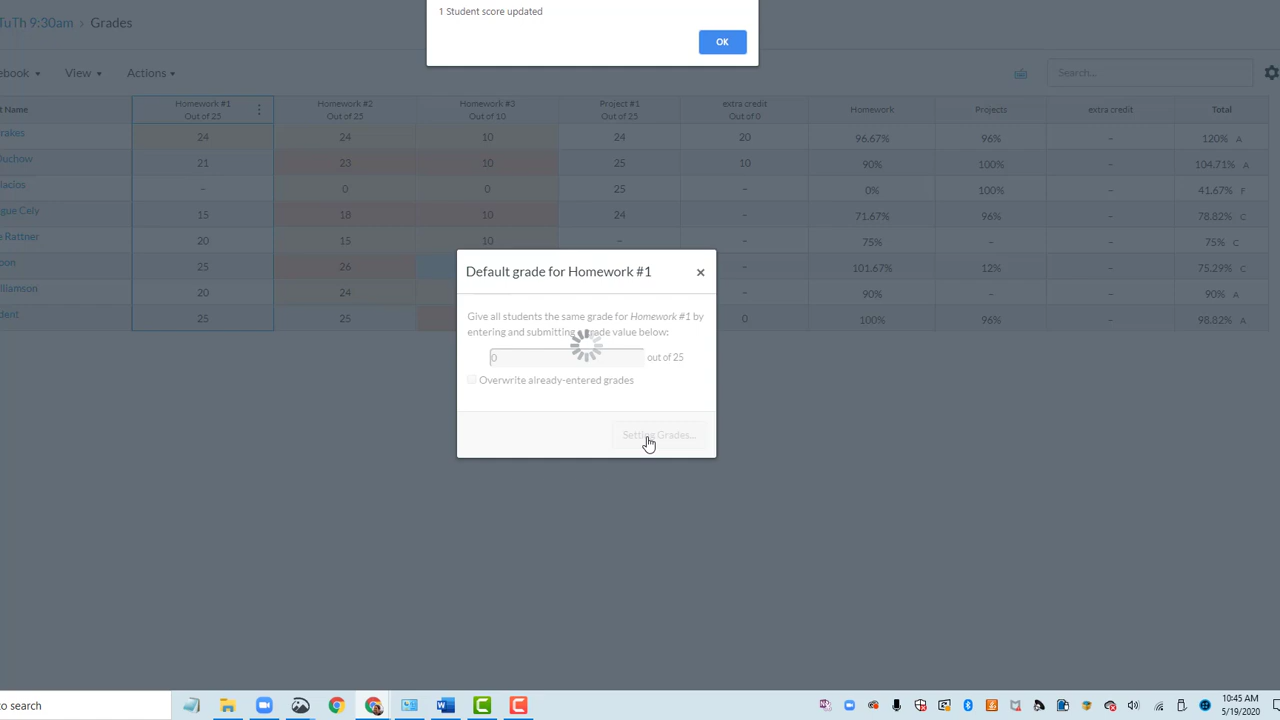 1 Student score updated
OK
TuTh 9:30am > Grades
ebook View Actions Search...
t Name Homework #1 Homework #2 Homework #3 Project #1 extra credit Homework Projects extra credit Total
Out of 25 Out of 25 Out of 10 Out of 25 Out of 0
rakes 24 24 10 24 20 96.67% 96% – 120% A
Duchow 21 23 10 25 10 90% 100% – 104.71% A
lacios – 0 0 25 – 0% 100% – 41.67% F
gue Cely 15 18 10 24 – 71.67% 96% – 78.82% C
e Rattner 20 15 10 – 75% – – 75% C
oon 25 26 – 101.67% 12% – 75.29% C
lliamson 20 24 – 90% – – 90% A
dent 25 25 0 100% 96% – 98.82% A
Default grade for Homework #1 ×
Give all students the same grade for Homework #1 by
entering and submitting a grade value below:
0 out of 25
Overwrite already-entered grades
Setting Grades...
to search
10:45 AM
5/19/2020